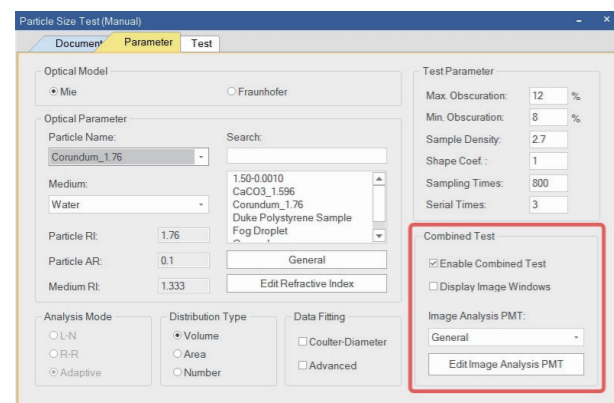 Particle Size Test (Manual)
Document Parameter Test
Optical Model
Mie Fraunhofer
Optical Parameter
Particle Name: Search:
Corundum_1.76
Medium:
Water
1.50-0.0010
CaCO3_1.596
Corundum_1.76
Duke Polystyrene Sample
Fog Droplet
Particle RI: 1.76
Particle AR: 0.1 General
Medium RI: 1.333 Edit Refractive Index
Analysis Mode
L-N
R-R
Adaptive
Distribution Type
Volume
Area
Number
Data Fitting
Coulter-Diameter
Advanced
Test Parameter
Max. Obscuration: 12 %
Min. Obscuration: 8 %
Sample Density: 2.7
Shape Coef.: 1
Sampling Times: 800
Serial Times: 3
Combined Test
Enable Combined Test
Display Image Windows
Image Analysis PMT:
General
Edit Image Analysis PMT